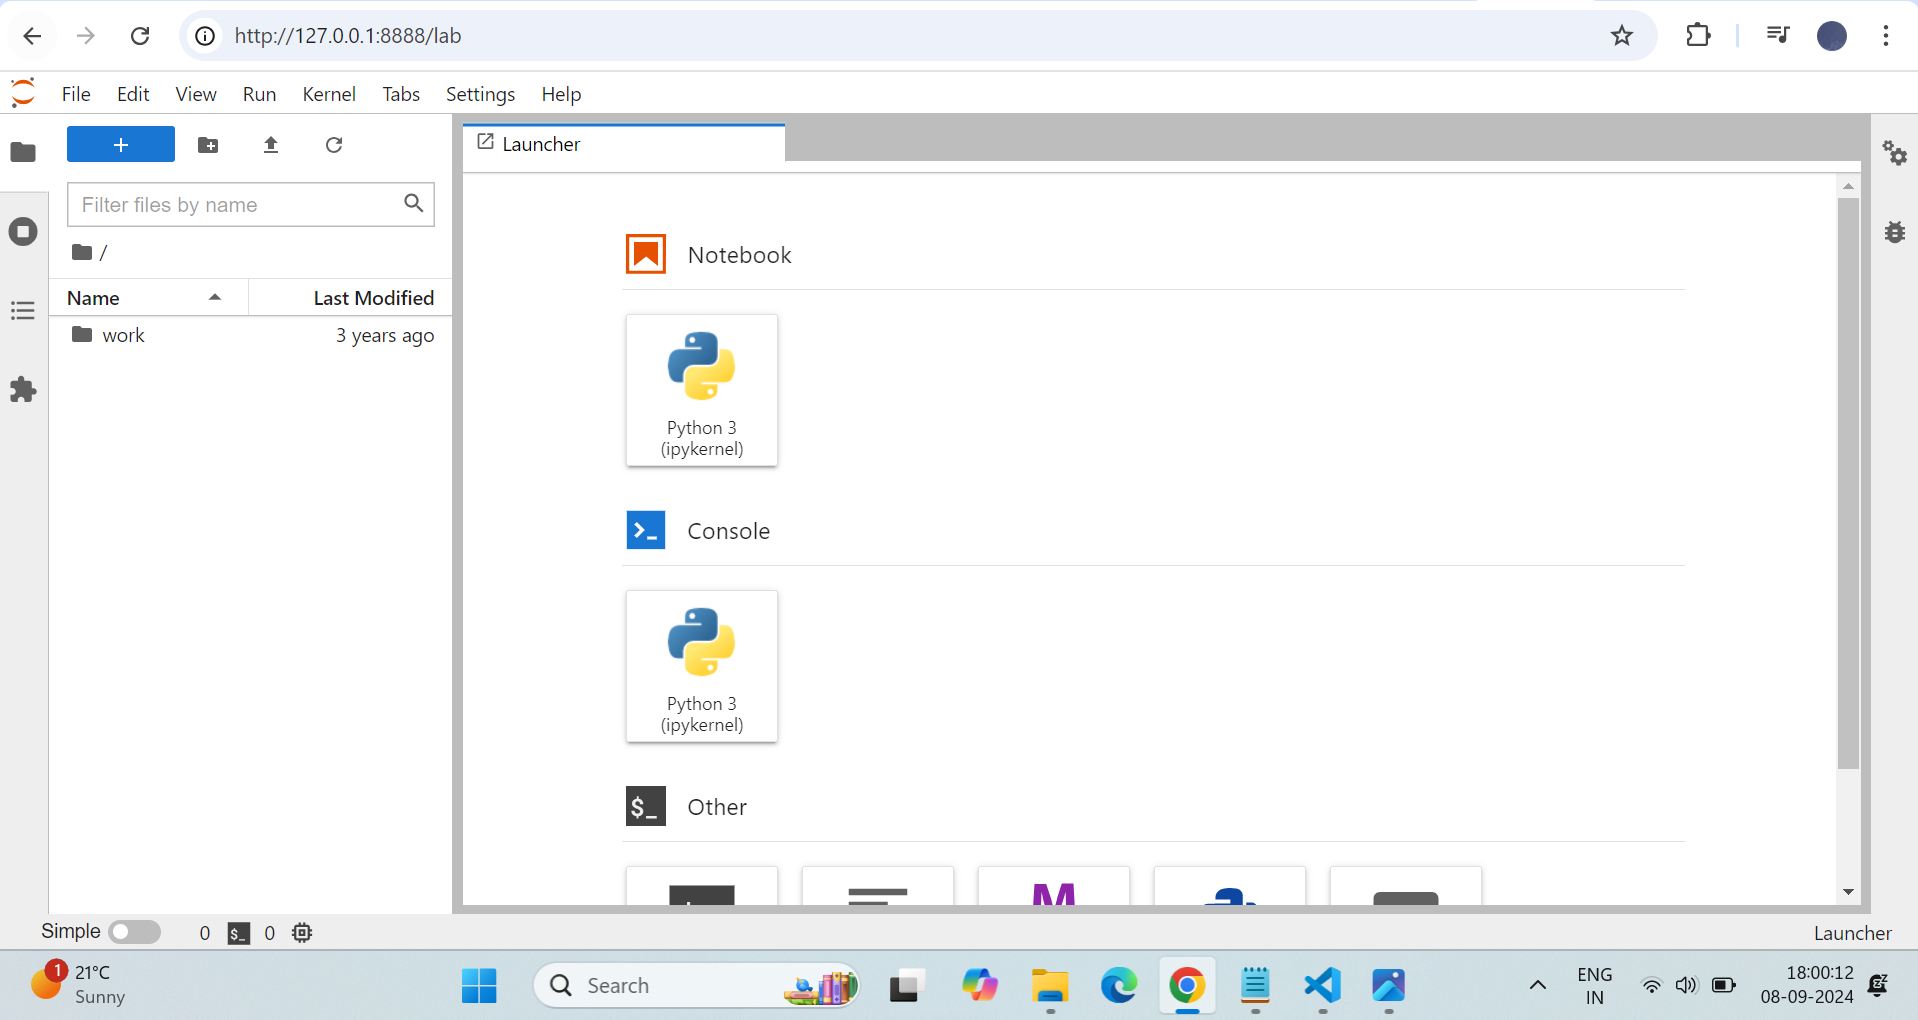 http://127.0.0.1:8888/lab
File Edit View Run Kernel Tabs Settings Help
+
Filter files by name
/
Name Last Modified
work 3 years ago
Launcher
Notebook
Python 3
(ipykernel)
Console
Python 3
(ipykernel)
$_ Other
M
Simple 0 $_ 0 Launcher
1 21°C
Sunny
Search
ENG
IN
18:00:12
08-09-2024